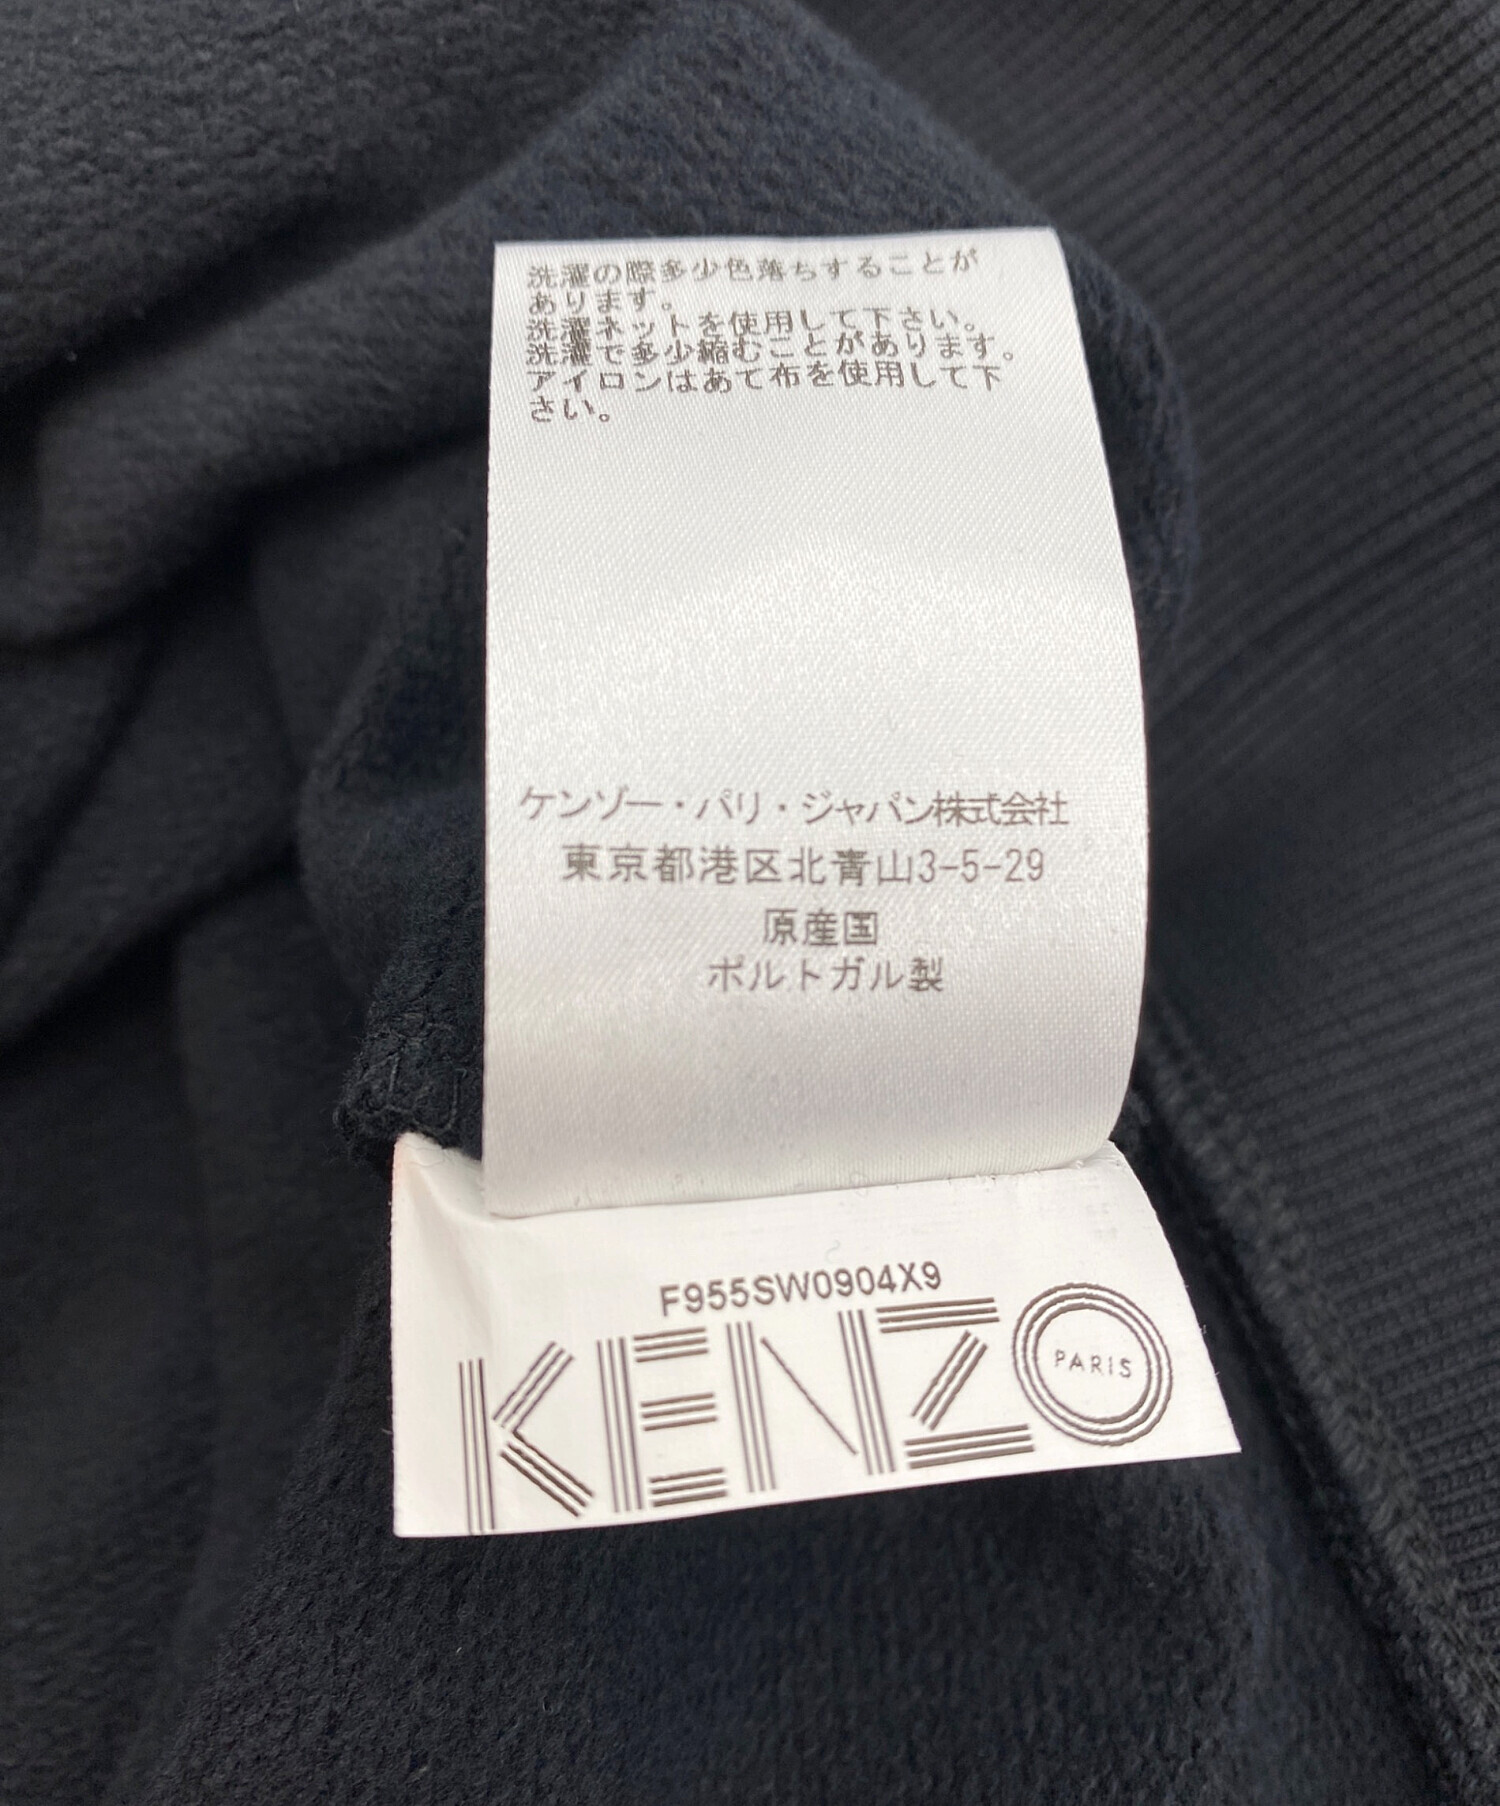 洗濯の際多少色落ちすることが
あります。
洗濯ネットを使用して下さい。
洗濯で多少縮むことがあります。
アイロンはあて布を使用して下
さい。
ケンゾー・パリ・ジャパン株式会社
東京都港区北青山3-5-29
原産国
ポルトガル製
F955SW0904X9
KENZO
PARIS